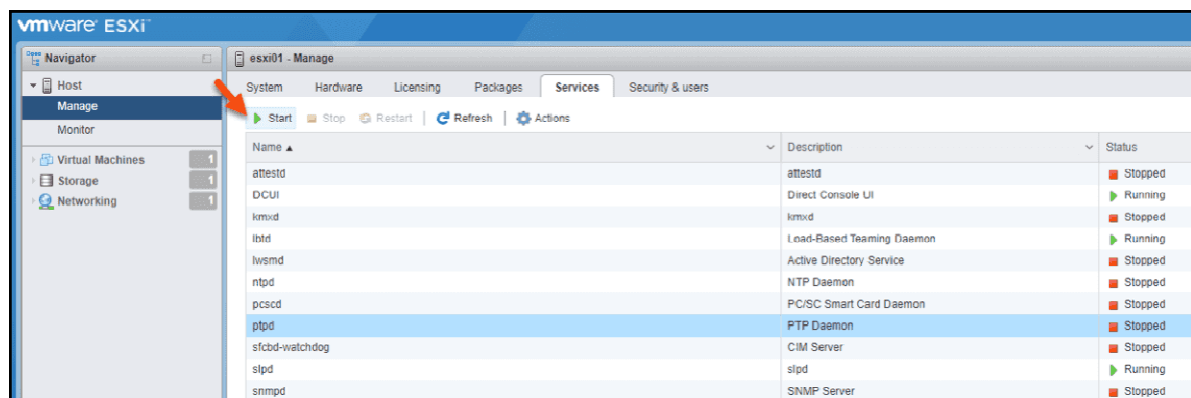 vmware ESXi
Navigator
esxi01 - Manage
Host
System Hardware Licensing Packages Services Security & users
Manage
Start Stop Restart Refresh Actions
Monitor
Name Description Status
Virtual Machines 1
attestd attestd Stopped
Storage 1
DCUI Direct Console UI Running
Networking 1
kmxd kmxd Stopped
lbtd Load-Based Teaming Daemon Running
lwsmd Active Directory Service Stopped
ntpd NTP Daemon Stopped
pcscd PC/SC Smart Card Daemon Stopped
ptpd PTP Daemon Stopped
sfcbd-watchdog CIM Server Stopped
slpd slpd Running
snmpd SNMP Server Stopped